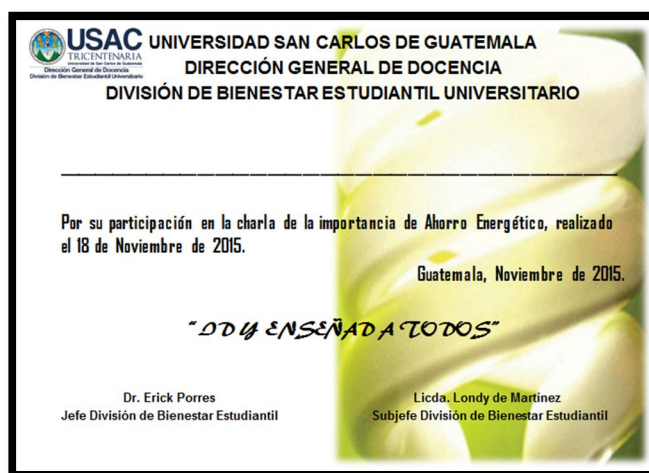 USAC
TRICENTENARIA
Universidad de San Carlos de Guatemala
Dirección General de Docencia
División de Bienestar Estudiantil Universitario
UNIVERSIDAD SAN CARLOS DE GUATEMALA
DIRECCIÓN GENERAL DE DOCENCIA
DIVISIÓN DE BIENESTAR ESTUDIANTIL UNIVERSITARIO
Por su participación en la charla de la importancia de Ahorro Energético, realizado
el 18 de Noviembre de 2015.
Guatemala, Noviembre de 2015.
"ID Y ENSEÑAD A TODOS"
Dr. Erick Porres
Jefe División de Bienestar Estudiantil
Licda. Londy de Martínez
Subjefe División de Bienestar Estudiantil